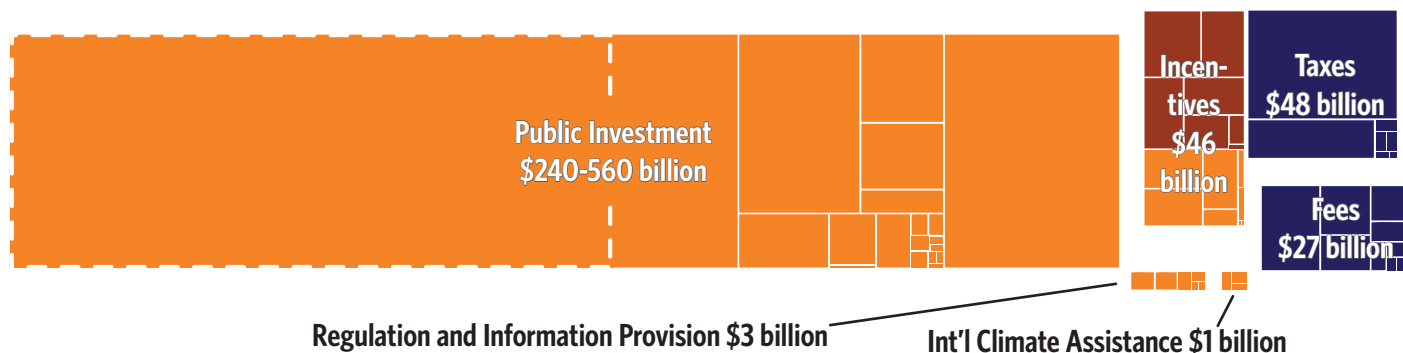 Public Investment
$240-560 billion
Incen-
tives
$46
billion
Taxes
$48 billion
Fees
$27 billion
Regulation and Information Provision $3 billion
Int'l Climate Assistance $1 billion